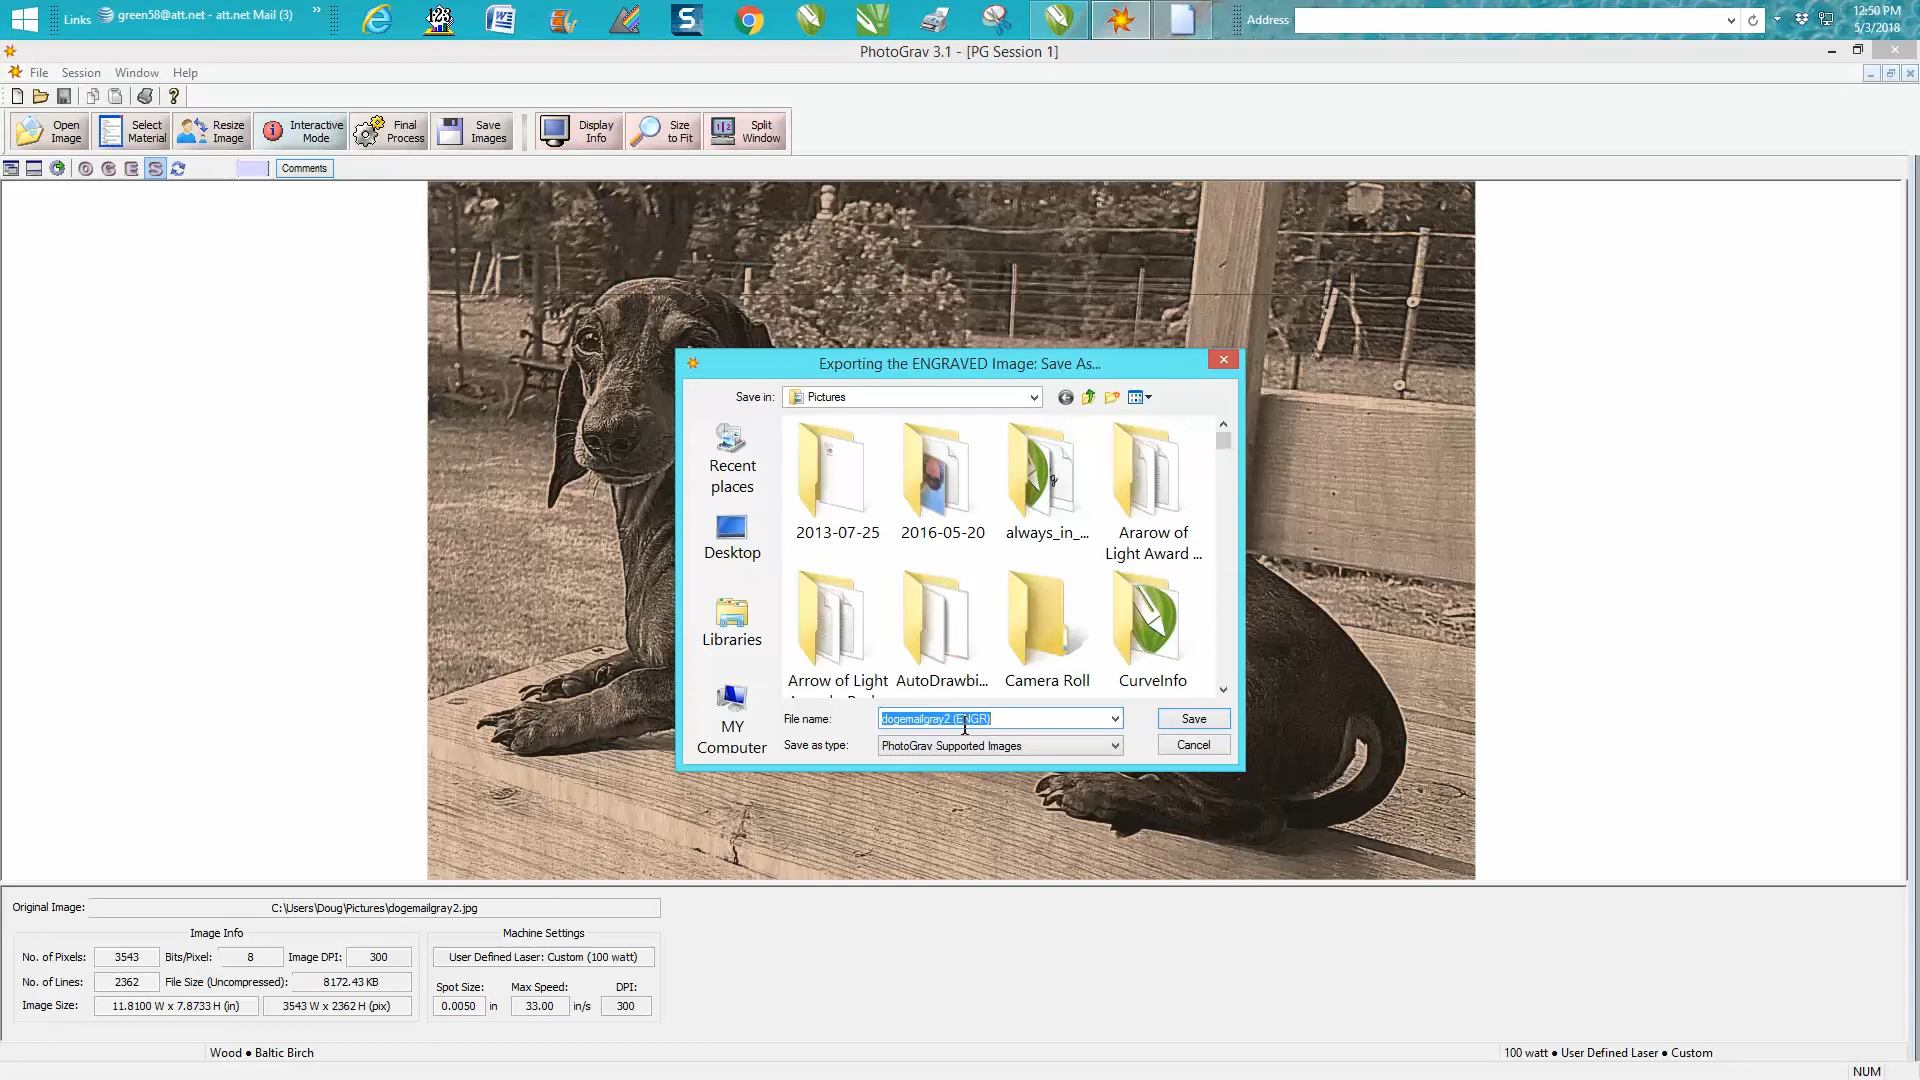 Links green58@att.net - att.net Mail (3) »
Address
12:50 PM
5/3/2018
PhotoGrav 3.1 - [PG Session 1]
File Session Window Help
Open Image
Select Material
Resize Image
Interactive Mode
Final Process
Save Images
Display Info
Size to Fit
Split Window
O C E S
Comments
Exporting the ENGRAVED Image: Save As...
Save in: Pictures
Recent places
Desktop
Libraries
MY Computer
2013-07-25 2016-05-20 always_in_... Ararow of Light Award ...
Arrow of Light AutoDrawbi... Camera Roll CurveInfo
File name: dogemailgray2 (ENGR)
Save
Save as type: PhotoGrav Supported Images
Cancel
Original Image: C:\Users\Doug\Pictures\dogemailgray2.jpg
Image Info
No. of Pixels: 3543 Bits/Pixel: 8 Image DPI: 300
No. of Lines: 2362 File Size (Uncompressed): 8172.43 KB
Image Size: 11.8100 W x 7.8733 H (in) 3543 W x 2362 H (pix)
Machine Settings
User Defined Laser: Custom (100 watt)
Spot Size: Max Speed: DPI:
0.0050 in 33.00 in/s 300
Wood ● Baltic Birch
100 watt ● User Defined Laser ● Custom
NUM